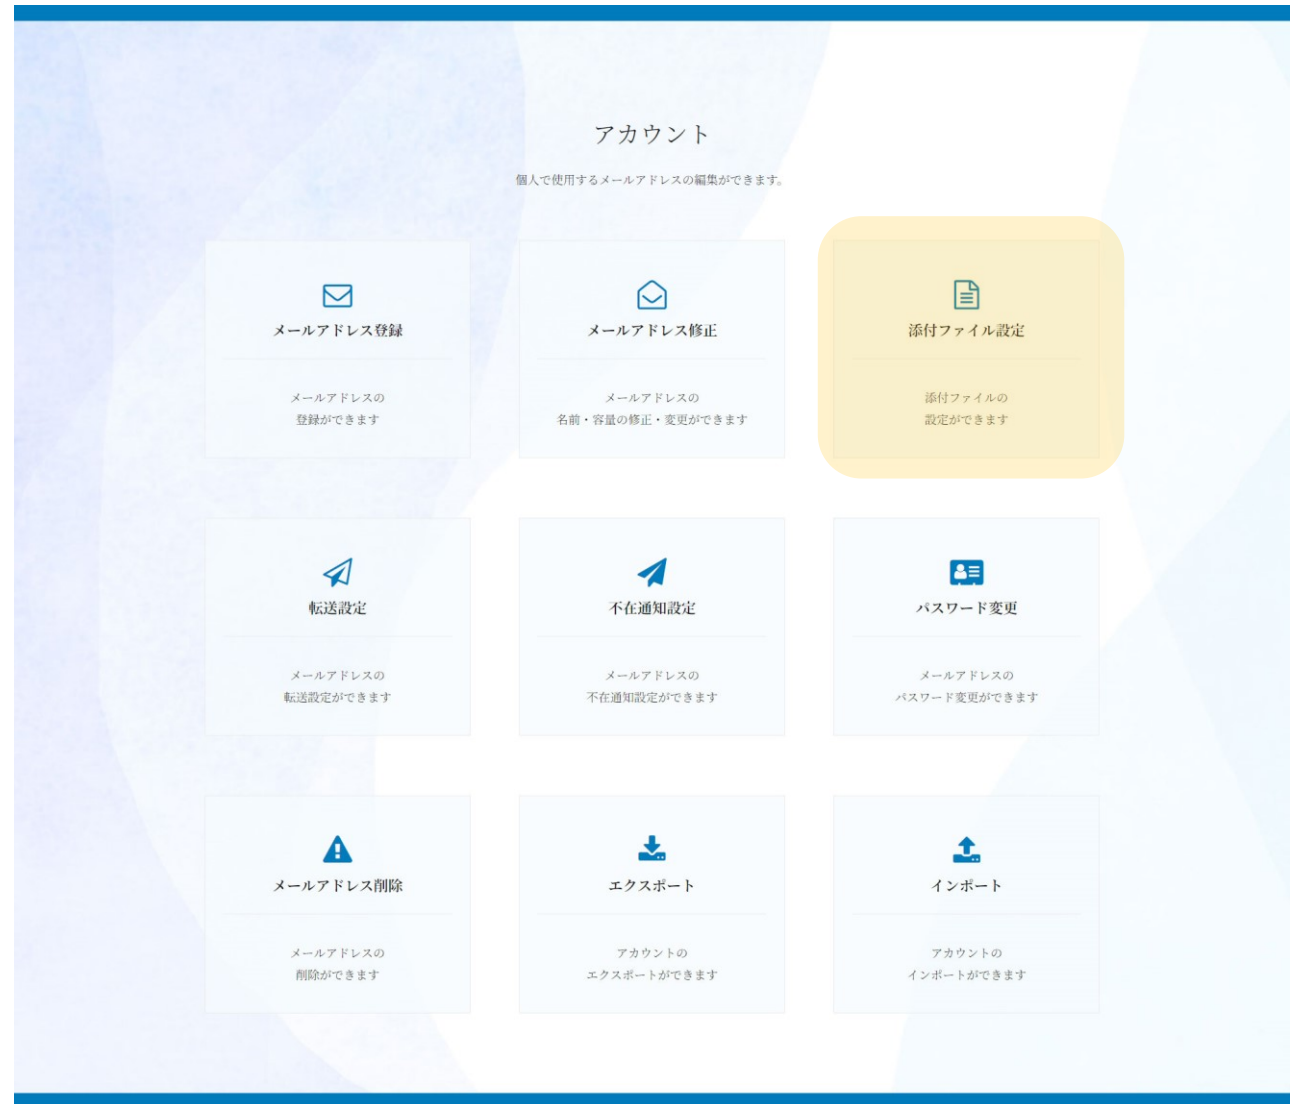 アカウント
個人で使用するメールアドレスの編集ができます。
メールアドレス登録
メールアドレスの
登録ができます
メールアドレス修正
メールアドレスの
名前・容量の修正・変更ができます
添付ファイル設定
添付ファイルの
設定ができます
転送設定
メールアドレスの
転送設定ができます
不在通知設定
メールアドレスの
不在通知設定ができます
パスワード変更
メールアドレスの
パスワード変更ができます
メールアドレス削除
メールアドレスの
削除ができます
エクスポート
アカウントの
エクスポートができます
インポート
アカウントの
インポートができます